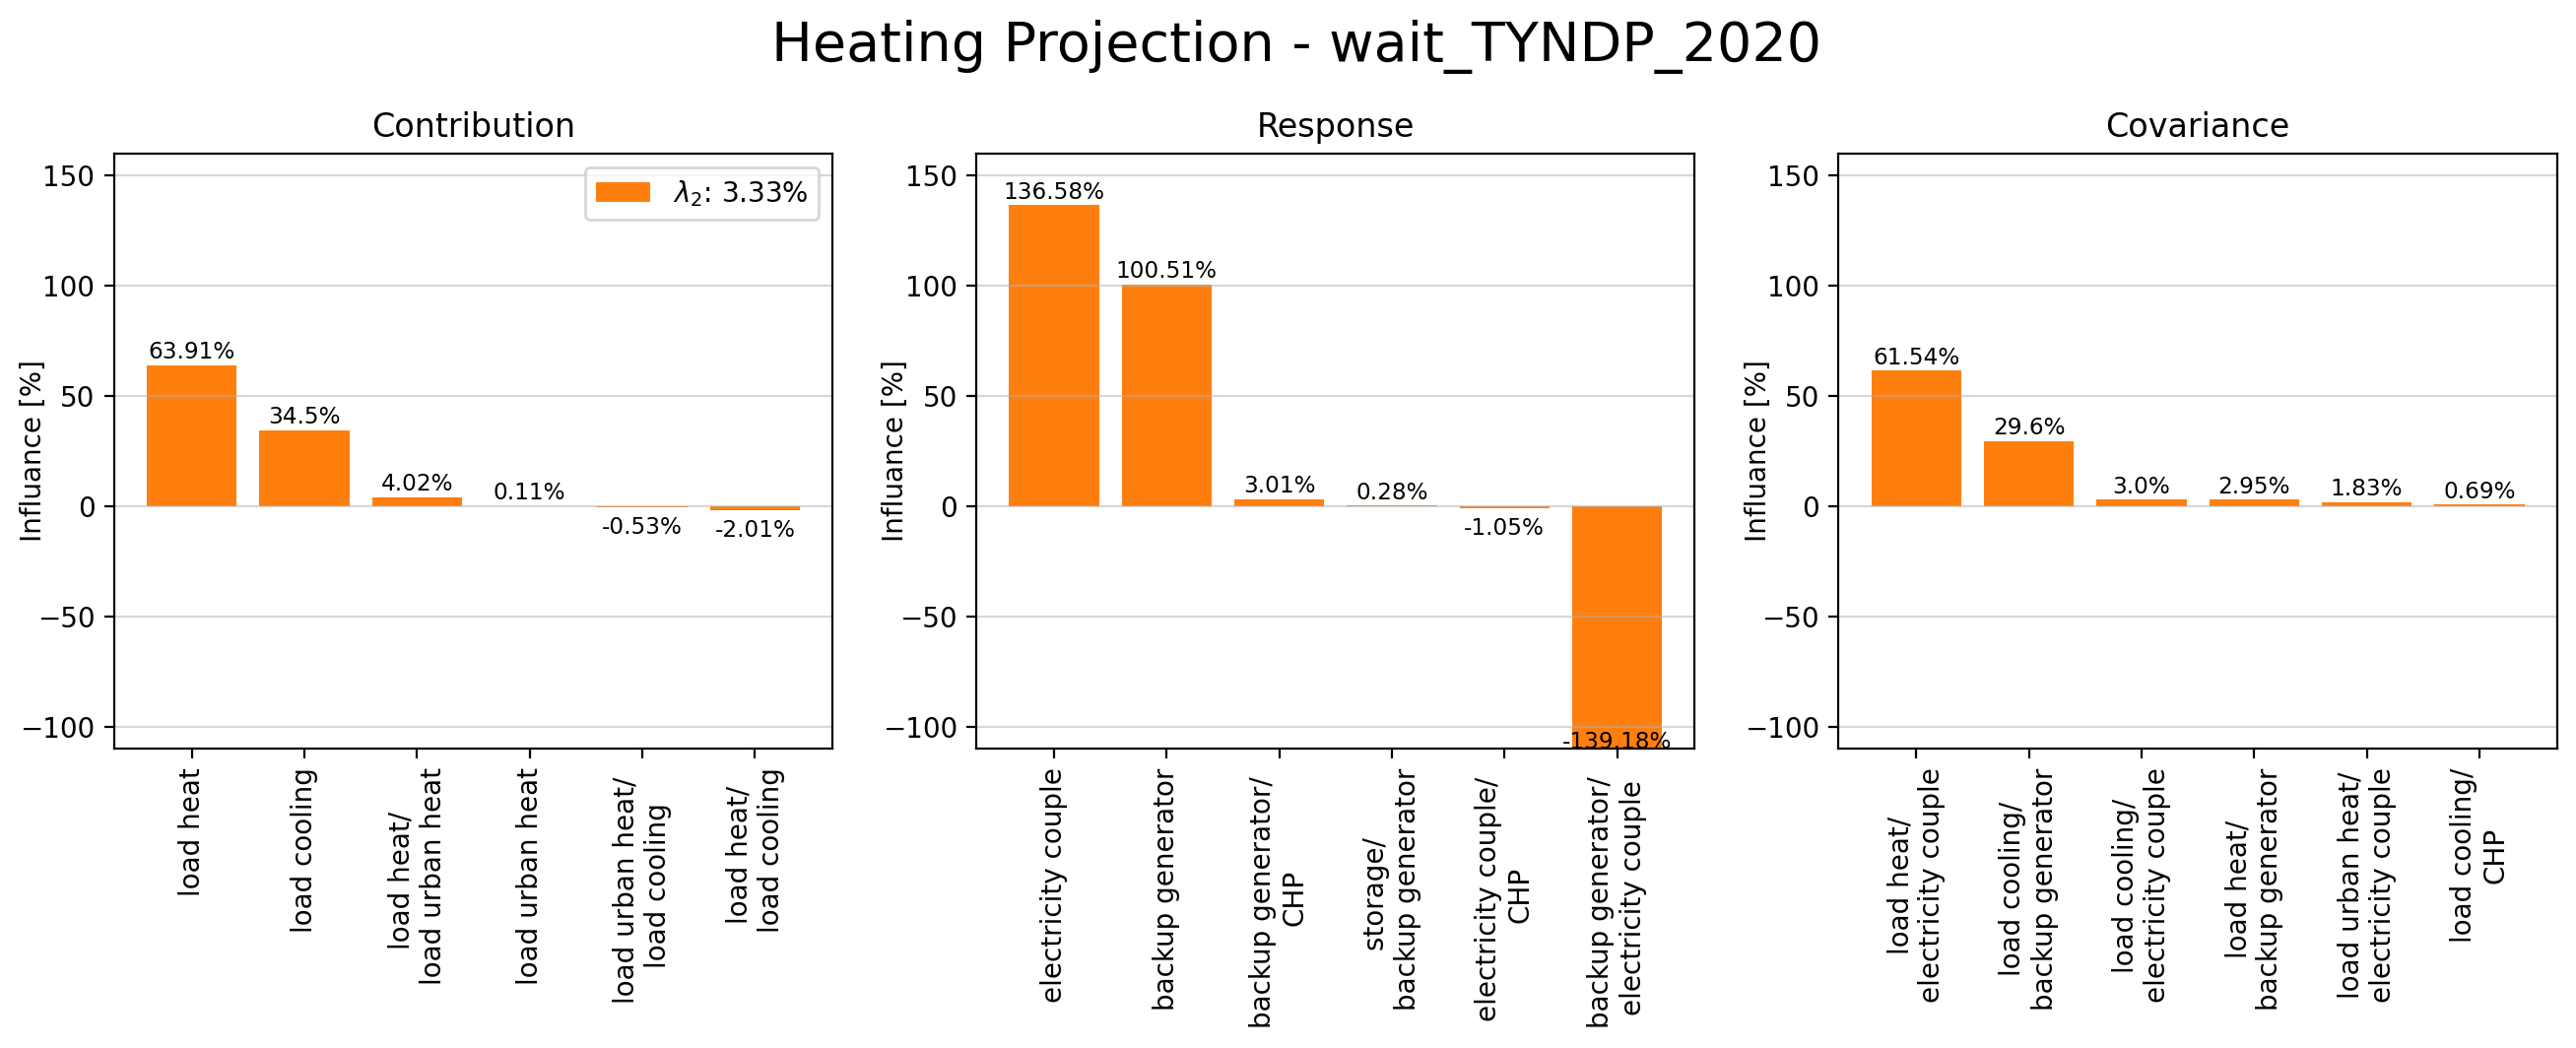 Heating Projection - wait_TYNDP_2020
Contribution
Influance [%]
150
100
50
0
−50
−100
λ2: 3.33%
63.91%
34.5%
4.02%
0.11%
-0.53%
-2.01%
load heat
load cooling
load heat/
load urban heat
load urban heat
load urban heat/
load cooling
load heat/
load cooling
Response
Influance [%]
150
100
50
0
−50
−100
136.58%
100.51%
3.01%
0.28%
-1.05%
-139.18%
electricity couple
backup generator
backup generator/
CHP
storage/
backup generator
electricity couple/
CHP
backup generator/
electricity couple
Covariance
Influance [%]
150
100
50
0
−50
−100
61.54%
29.6%
3.0%
2.95%
1.83%
0.69%
load heat/
electricity couple
load cooling/
backup generator
load cooling/
electricity couple
load heat/
backup generator
load urban heat/
electricity couple
load cooling/
CHP